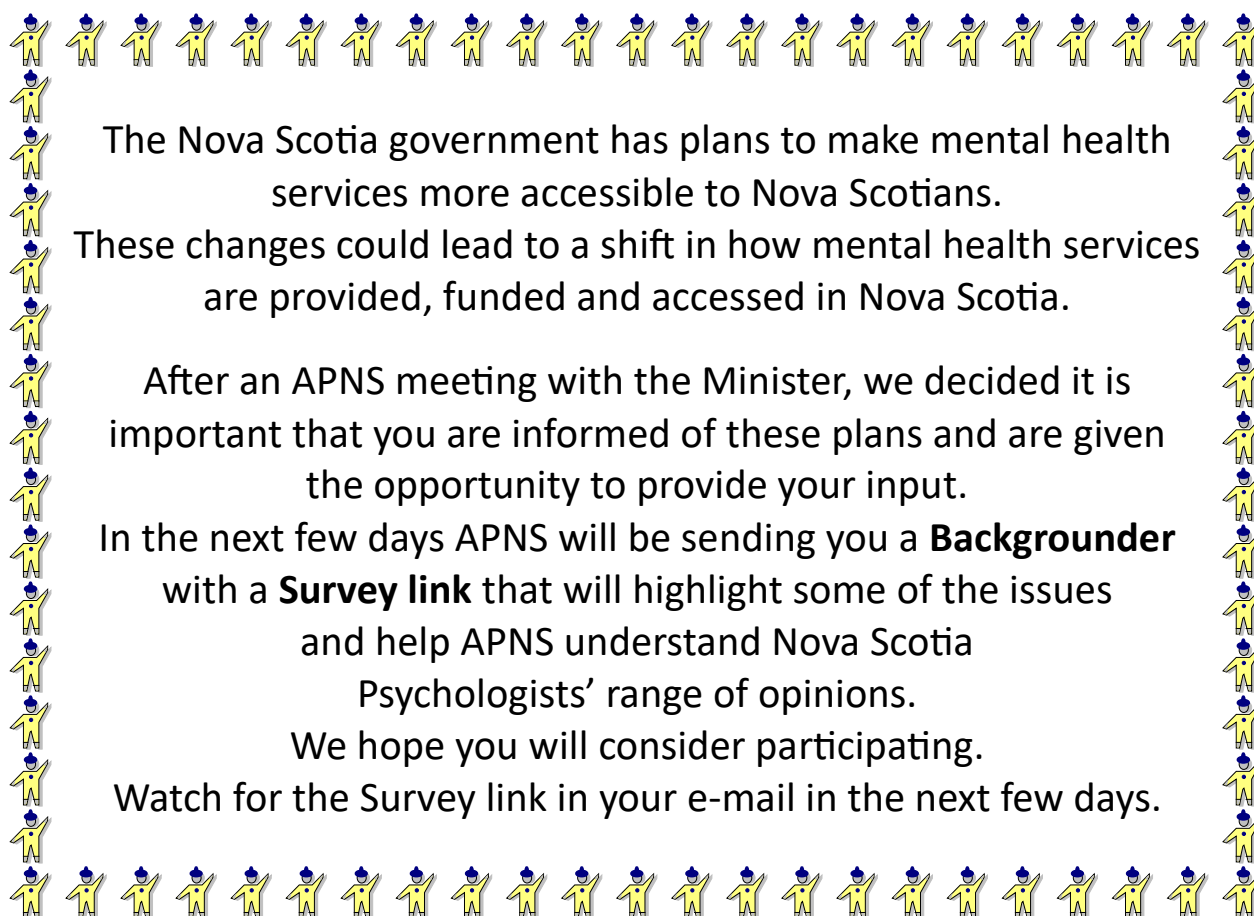 The Nova Scotia government has plans to make mental health
services more accessible to Nova Scotians.
These changes could lead to a shift in how mental health services
are provided, funded and accessed in Nova Scotia.
After an APNS meeting with the Minister, we decided it is
important that you are informed of these plans and are given
the opportunity to provide your input.
In the next few days APNS will be sending you a Backgrounder
with a Survey link that will highlight some of the issues
and help APNS understand Nova Scotia
Psychologists’ range of opinions.
We hope you will consider participating.
Watch for the Survey link in your e-mail in the next few days.